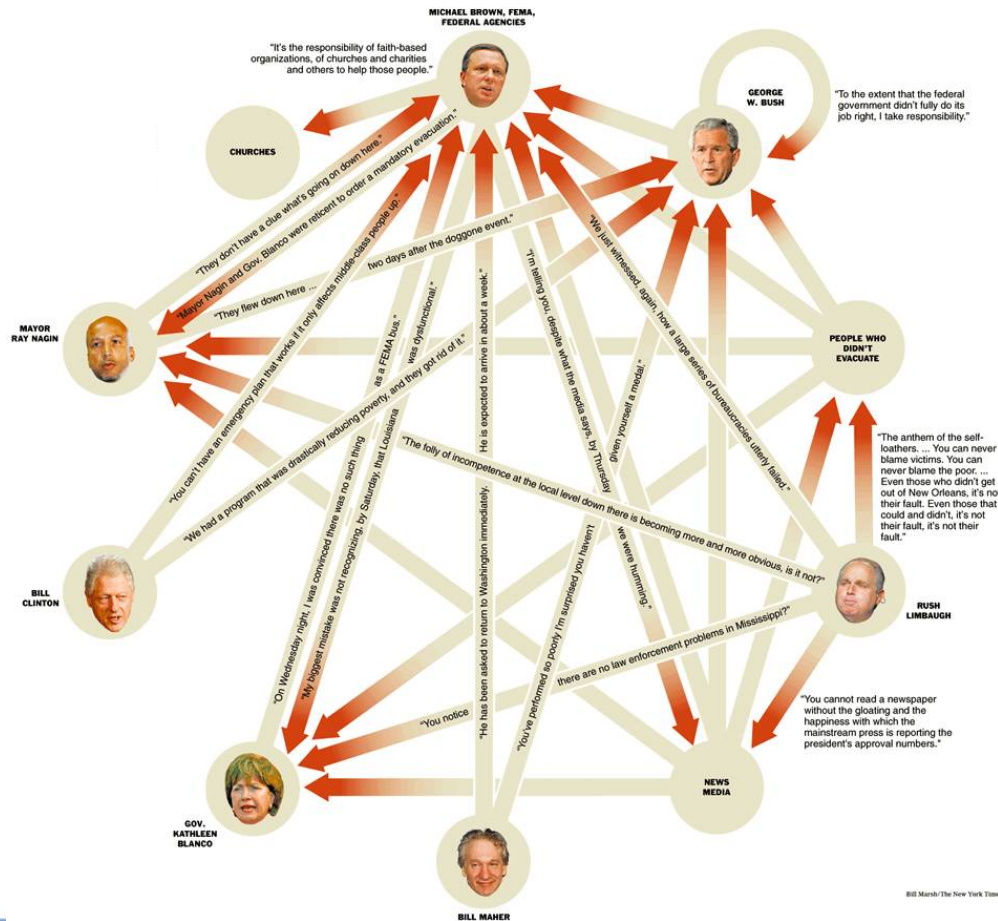 MICHAEL BROWN, FEMA,
FEDERAL AGENCIES
"It's the responsibility of faith-based
organizations, of churches and charities
and others to help those people."
GEORGE
W. BUSH
"To the extent that the federal
government didn't fully do its
job right, I take responsibility."
CHURCHES
"They don't have a clue what's going on down here."
"Mayor Nagin and Gov. Blanco were reticent to order a mandatory evacuation."
"They flew down here ... two days after the doggone event."
"You can't have an emergency plan that works if it only affects middle-class people up."
"We had a program that was drastically reducing poverty, and they got rid of it."
"On Wednesday night, I was convinced there was no such thing as a FEMA bus."
"My biggest mistake was not recognizing, by Saturday, that Louisiana was dysfunctional."
"He has been asked to return to Washington immediately. He is expected to arrive in about a week."
"You've performed so poorly I'm surprised you haven't given yourself a medal."
"I'm telling you, despite what the media says, by Thursday we were humming."
"We just witnessed, again, how a large series of bureaucracies utterly failed."
"The folly of incompetence at the local level down there is becoming more and more obvious, is it not?"
"You notice there are no law enforcement problems in Mississippi?"
MAYOR
RAY NAGIN
PEOPLE WHO
DIDN'T
EVACUATE
"The anthem of the self-
loathers. ... You can never
blame victims. You can
never blame the poor. ...
Even those who didn't get
out of New Orleans, it's no
their fault. Even those that
could and didn't, it's not
their fault, it's not their
fault."
BILL
CLINTON
RUSH
LIMBAUGH
"You cannot read a newspaper
without the gloating and the
happiness with which the
mainstream press is reporting the
president's approval numbers."
NEWS
MEDIA
GOV.
KATHLEEN
BLANCO
BILL MAHER
Bill Marsh/The New York Time